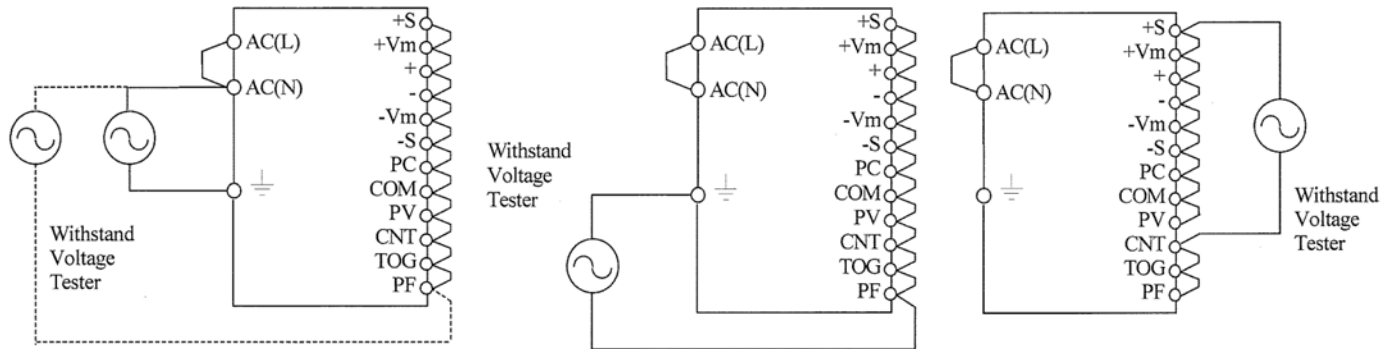 AC(L)
AC(N)
+S
+Vm
+
-
-Vm
-S
PC
COM
PV
CNT
TOG
PF
Withstand
Voltage
Tester
AC(L)
AC(N)
+S
+Vm
+
-
-Vm
-S
PC
COM
PV
CNT
TOG
PF
Withstand
Voltage
Tester
AC(L)
AC(N)
+S
+Vm
+
-
-Vm
-S
PC
COM
PV
CNT
TOG
PF
Withstand
Voltage
Tester